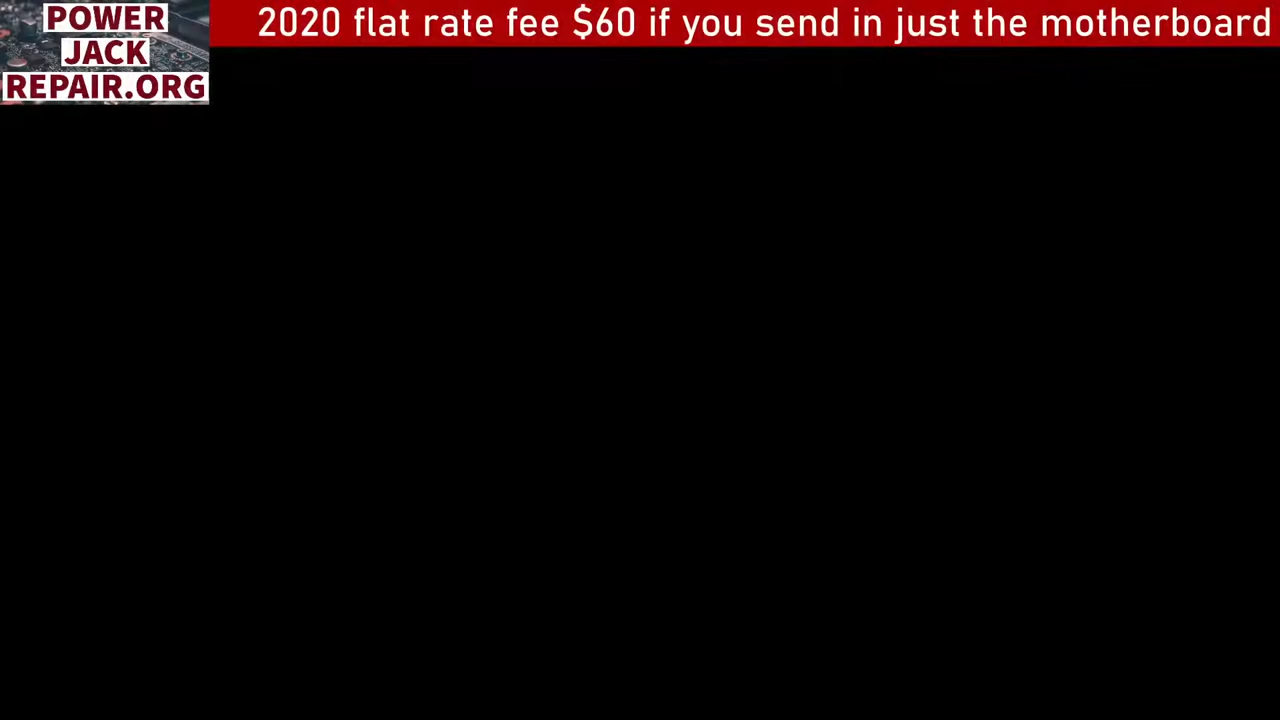 POWER
JACK
REPAIR.ORG
2020 flat rate fee $60 if you send in just the motherboard